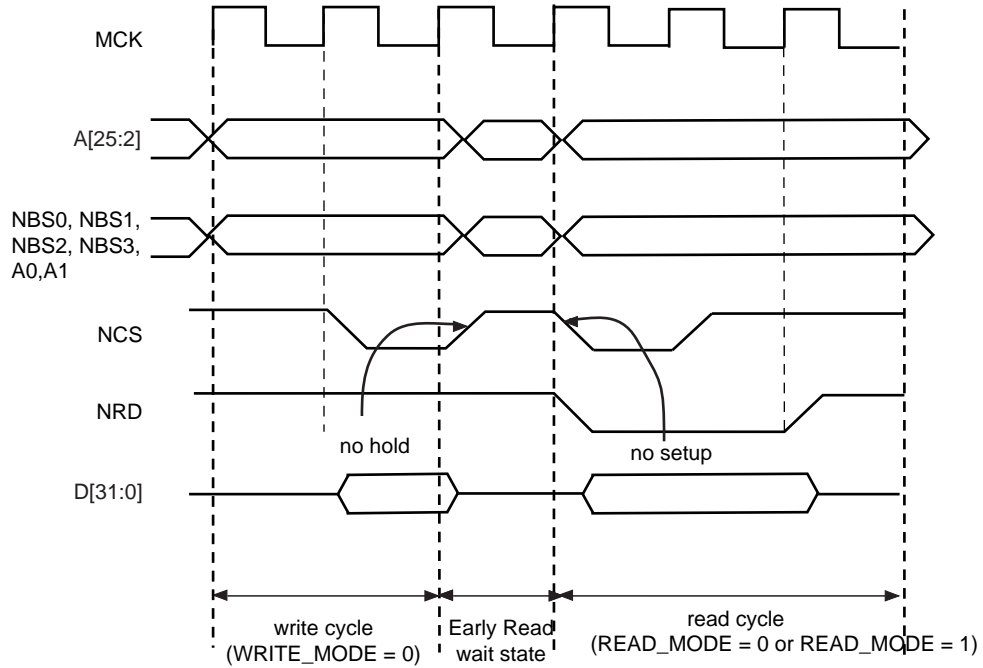 MCK
A[25:2]
NBS0, NBS1,
NBS2, NBS3,
A0,A1
NCS
NRD
no hold
no setup
D[31:0]
write cycle
(WRITE_MODE = 0)
Early Read
wait state
read cycle
(READ_MODE = 0 or READ_MODE = 1)